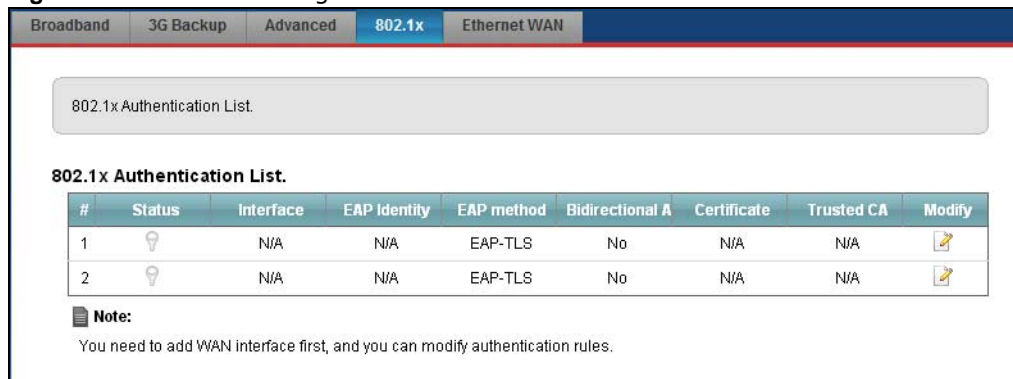 Broadband 3G Backup Advanced 802.1x Ethernet WAN
802.1x Authentication List.
802.1x Authentication List.
# Status Interface EAP Identity EAP method Bidirectional A Certificate Trusted CA Modify
1 N/A N/A EAP-TLS No N/A N/A
2 N/A N/A EAP-TLS No N/A N/A
Note:
You need to add WAN interface first, and you can modify authentication rules.